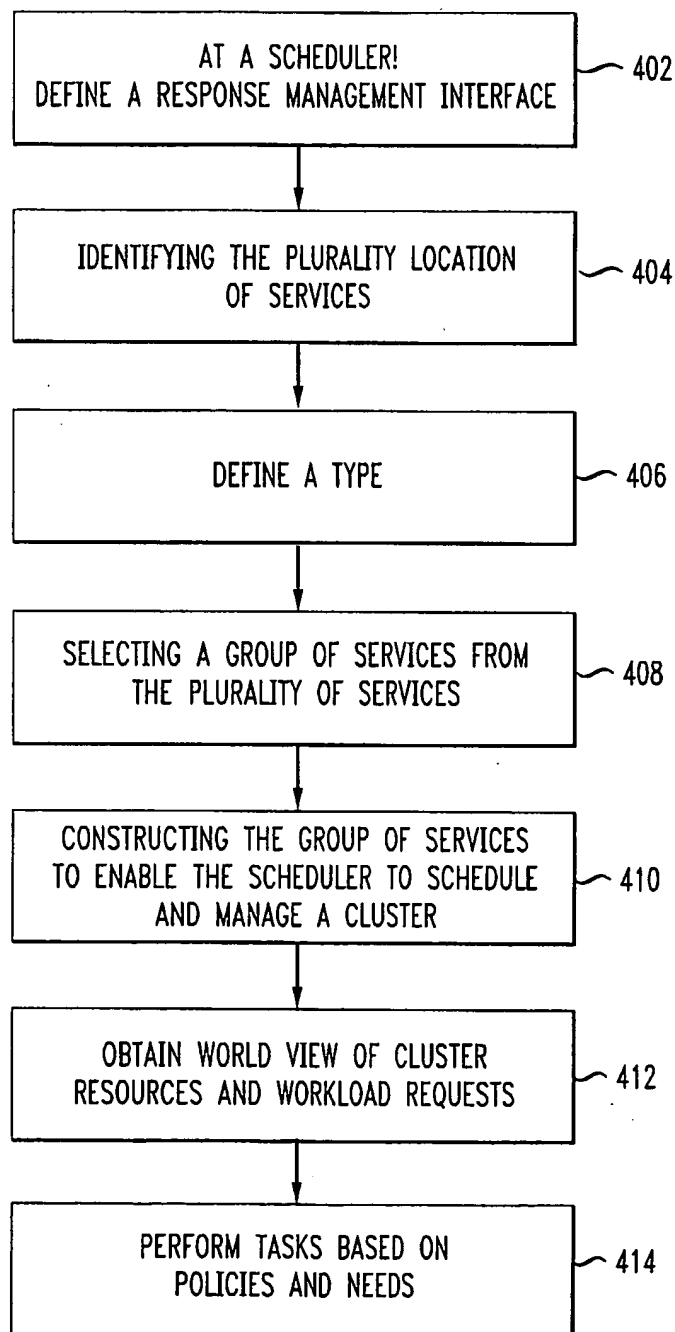 AT A SCHEDULER!
DEFINE A RESPONSE MANAGEMENT INTERFACE
402
IDENTIFYING THE PLURALITY LOCATION
OF SERVICES
404
DEFINE A TYPE
406
SELECTING A GROUP OF SERVICES FROM
THE PLURALITY OF SERVICES
408
CONSTRUCTING THE GROUP OF SERVICES
TO ENABLE THE SCHEDULER TO SCHEDULE
AND MANAGE A CLUSTER
410
OBTAIN WORLD VIEW OF CLUSTER
RESOURCES AND WORKLOAD REQUESTS
412
PERFORM TASKS BASED ON
POLICIES AND NEEDS
414